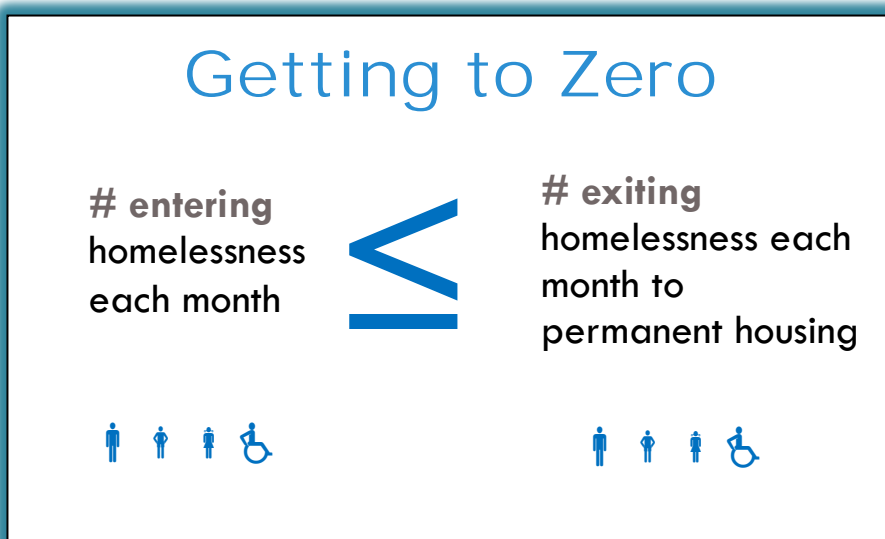 Getting to Zero
# entering
homelessness
each month
≤
# exiting
homelessness each
month to
permanent housing